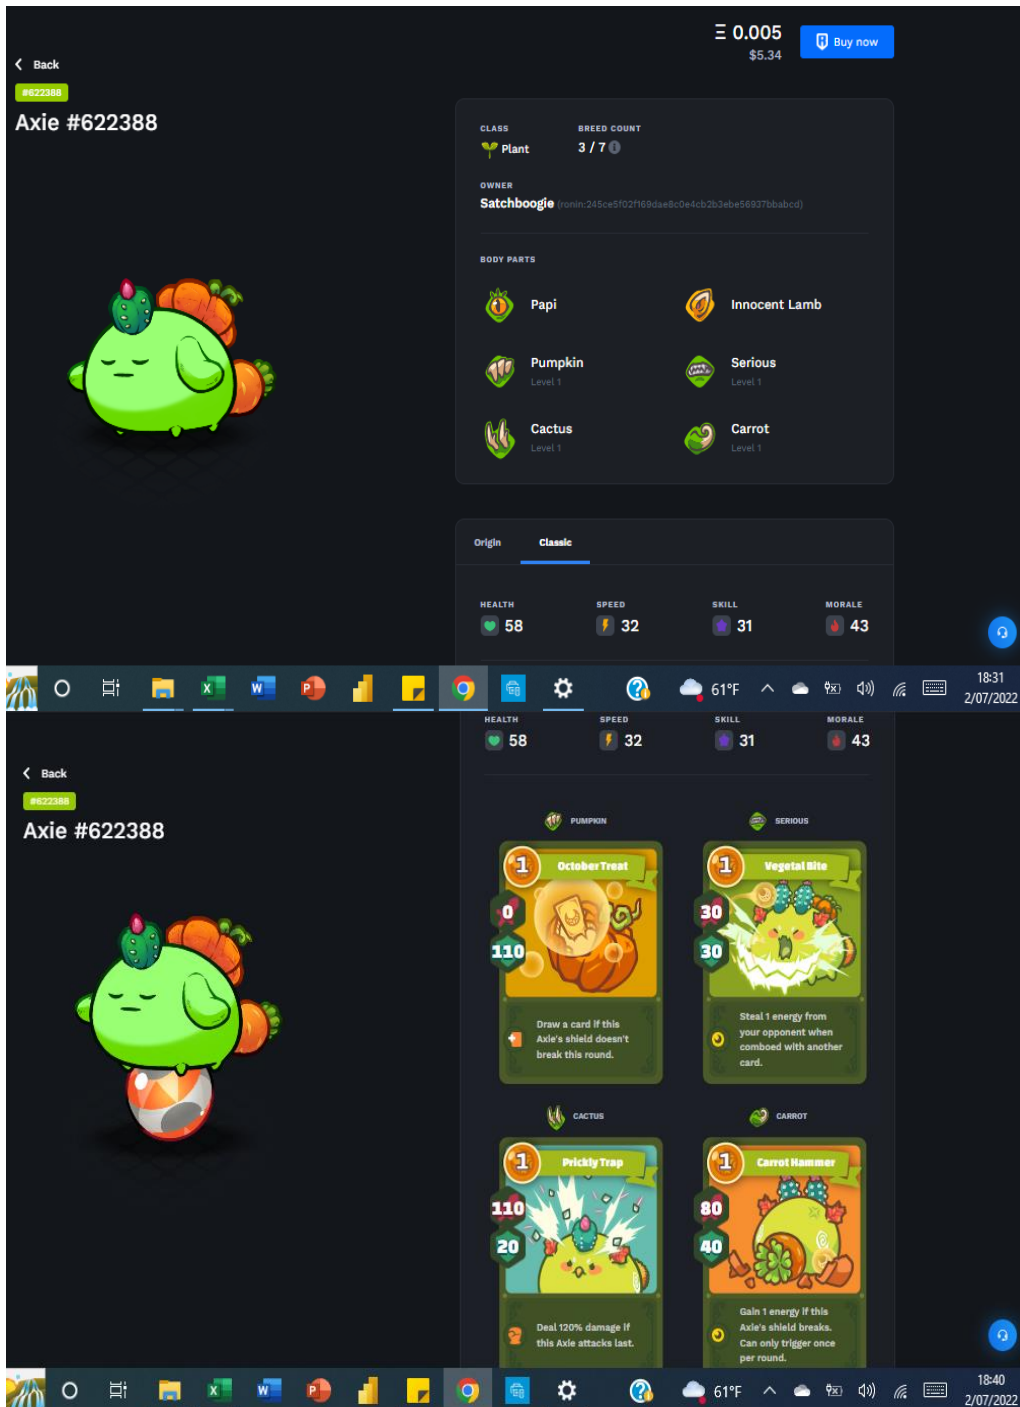 Ξ 0.005
$5.34
Buy now
Back
#622388
Axie #622388
CLASS BREED COUNT
Plant 3 / 7
OWNER
Satchboogie (ronin:245ce5f02f169dae8c0e4cb2b3ebe56937bbabcd)
BODY PARTS
Papi Innocent Lamb
Pumpkin Serious
Level 1 Level 1
Cactus Carrot
Level 1 Level 1
Origin Classic
HEALTH SPEED SKILL MORALE
58 32 31 43
61°F
18:31
2/07/2022
HEALTH SPEED SKILL MORALE
58 32 31 43
Back
#622388
Axie #622388
PUMPKIN
1 October Treat
0
110
Draw a card if this
Axie's shield doesn't
break this round.
SERIOUS
1 Vegetal Bite
30
30
Steal 1 energy from
your opponent when
comboed with another
card.
CACTUS
1 Prickly Trap
110
20
Deal 120% damage if
this Axie attacks last.
CARROT
1 Carrot Hammer
80
40
Gain 1 energy if this
Axie's shield breaks.
Can only trigger once
per round.
61°F
18:40
2/07/2022